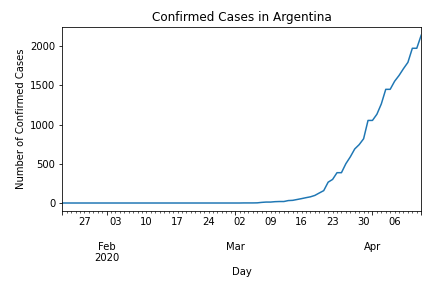 Confirmed Cases in Argentina
Number of Confirmed Cases
2000
1500
1000
500
0
27 03 10 17 24 02 09 16 23 30 06
Feb Mar Apr
2020
Day